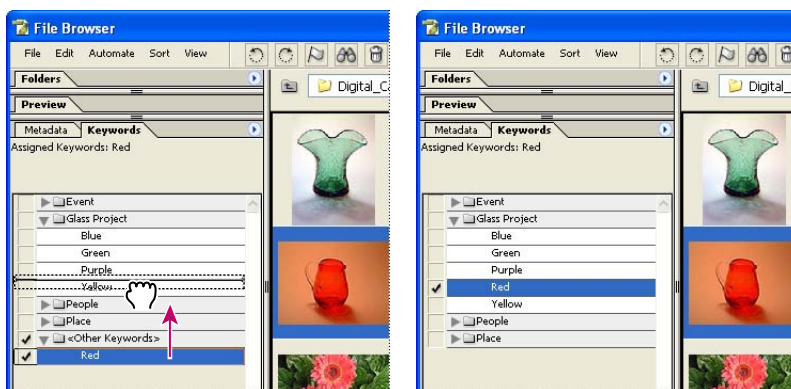 File Browser
File Edit Automate Sort View
Folders
Digital_Ca
Preview
Metadata Keywords
Assigned Keywords: Red
Event
Glass Project
Blue
Green
Purple
Yellow
People
Place
<Other Keywords>
Red
File Browser
File Edit Automate Sort View
Folders
Digital_
Preview
Metadata Keywords
Assigned Keywords: Red
Event
Glass Project
Blue
Green
Purple
Red
Yellow
People
Place